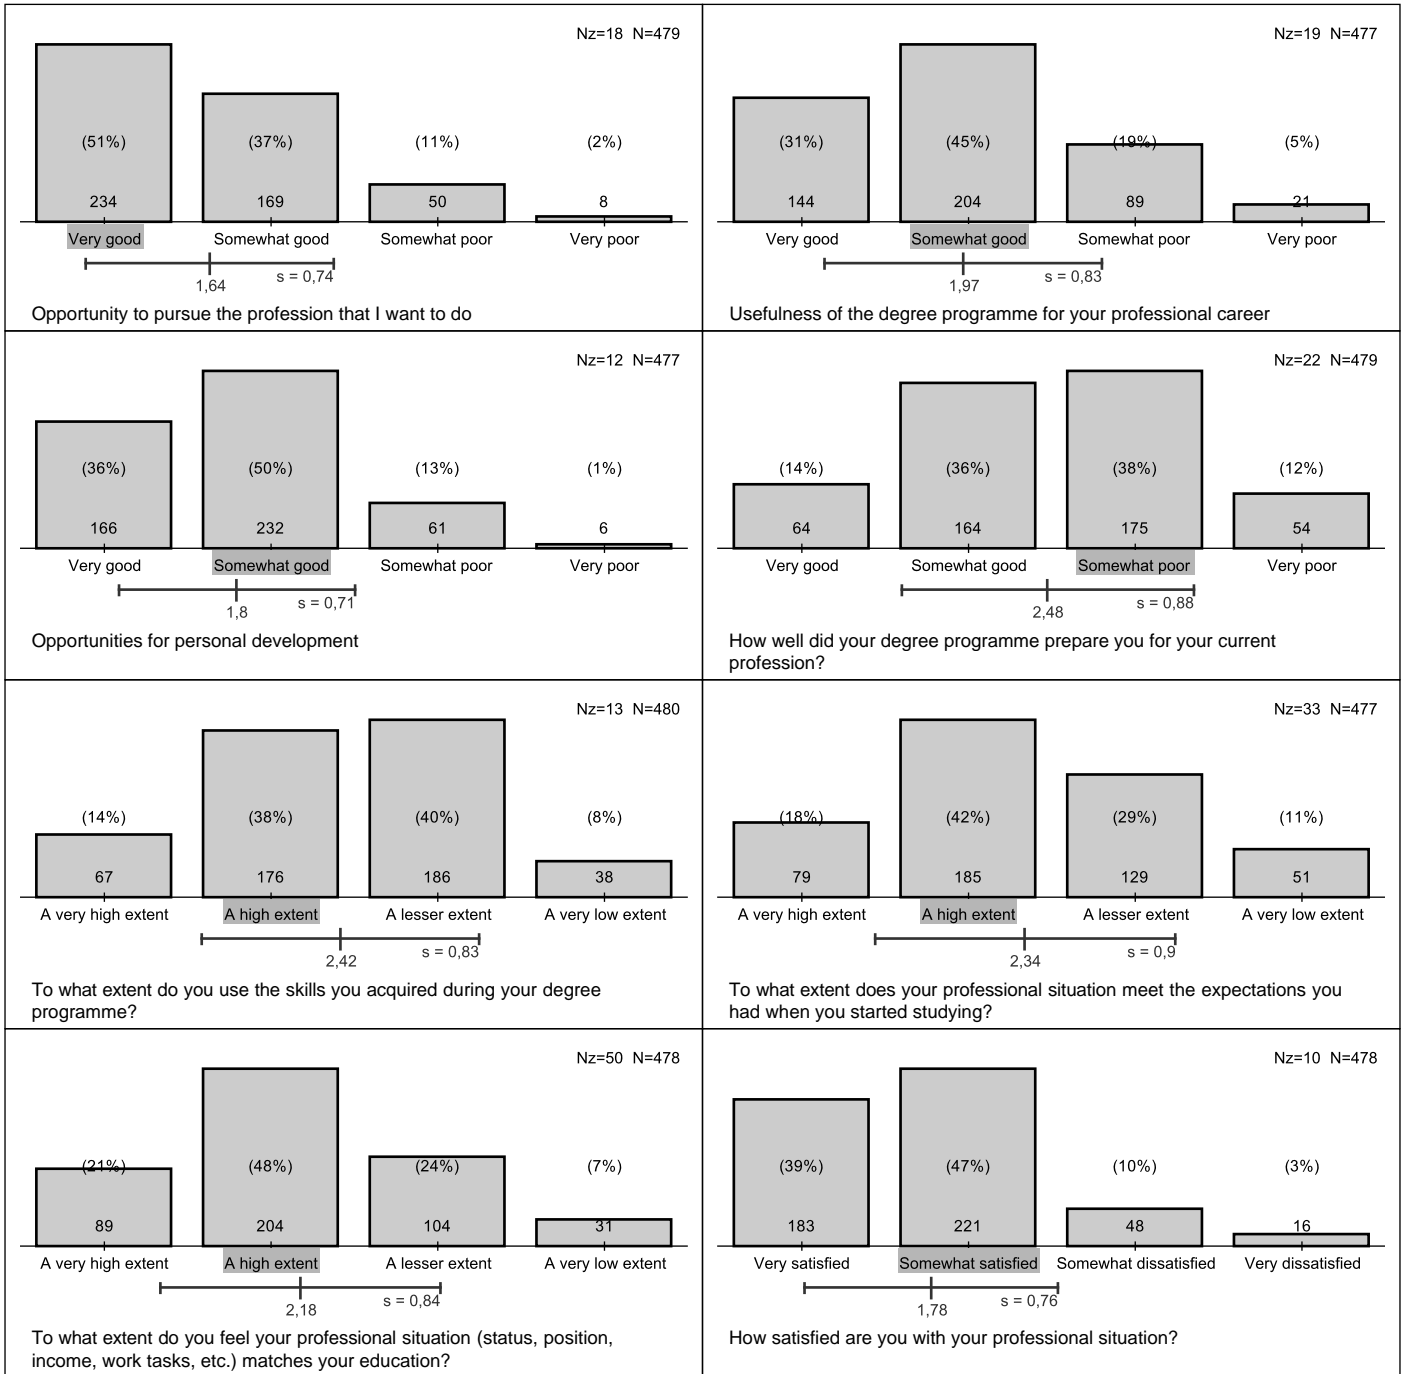 Nz=18 N=479
(51%) (37%) (11%) (2%)
234 169 50 8
Very good Somewhat good Somewhat poor Very poor
s = 0,74
1,64
Opportunity to pursue the profession that I want to do
Nz=19 N=477
(31%) (45%) (19%) (5%)
144 204 89 21
Very good Somewhat good Somewhat poor Very poor
s = 0,83
1,97
Usefulness of the degree programme for your professional career
Nz=12 N=477
(36%) (50%) (13%) (1%)
166 232 61 6
Very good Somewhat good Somewhat poor Very poor
s = 0,71
1,8
Opportunities for personal development
Nz=22 N=479
(14%) (36%) (38%) (12%)
64 164 175 54
Very good Somewhat good Somewhat poor Very poor
s = 0,88
2,48
How well did your degree programme prepare you for your current
profession?
Nz=13 N=480
(14%) (38%) (40%) (8%)
67 176 186 38
A very high extent A high extent A lesser extent A very low extent
s = 0,83
2,42
To what extent do you use the skills you acquired during your degree
programme?
Nz=33 N=477
(18%) (42%) (29%) (11%)
79 185 129 51
A very high extent A high extent A lesser extent A very low extent
s = 0,9
2,34
To what extent does your professional situation meet the expectations you
had when you started studying?
Nz=50 N=478
(21%) (48%) (24%) (7%)
89 204 104 31
A very high extent A high extent A lesser extent A very low extent
s = 0,84
2,18
To what extent do you feel your professional situation (status, position,
income, work tasks, etc.) matches your education?
Nz=10 N=478
(39%) (47%) (10%) (3%)
183 221 48 16
Very satisfied Somewhat satisfied Somewhat dissatisfied Very dissatisfied
s = 0,76
1,78
How satisfied are you with your professional situation?